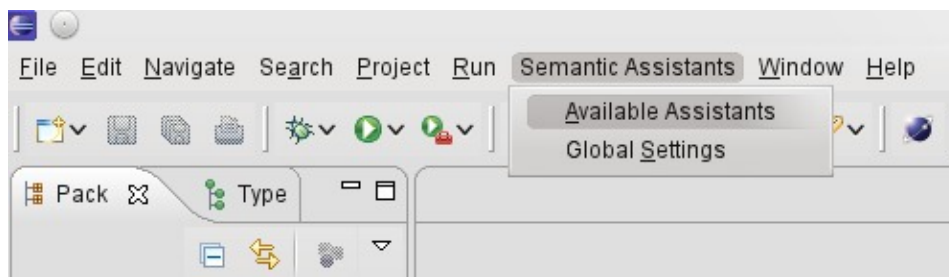 File Edit Navigate Search Project Run Semantic Assistants Window Help
Available Assistants
Global Settings
Pack Type